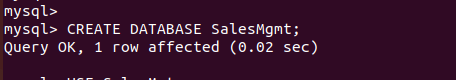 mysql>
mysql> CREATE DATABASE SalesMgmt;
Query OK, 1 row affected (0.02 sec)